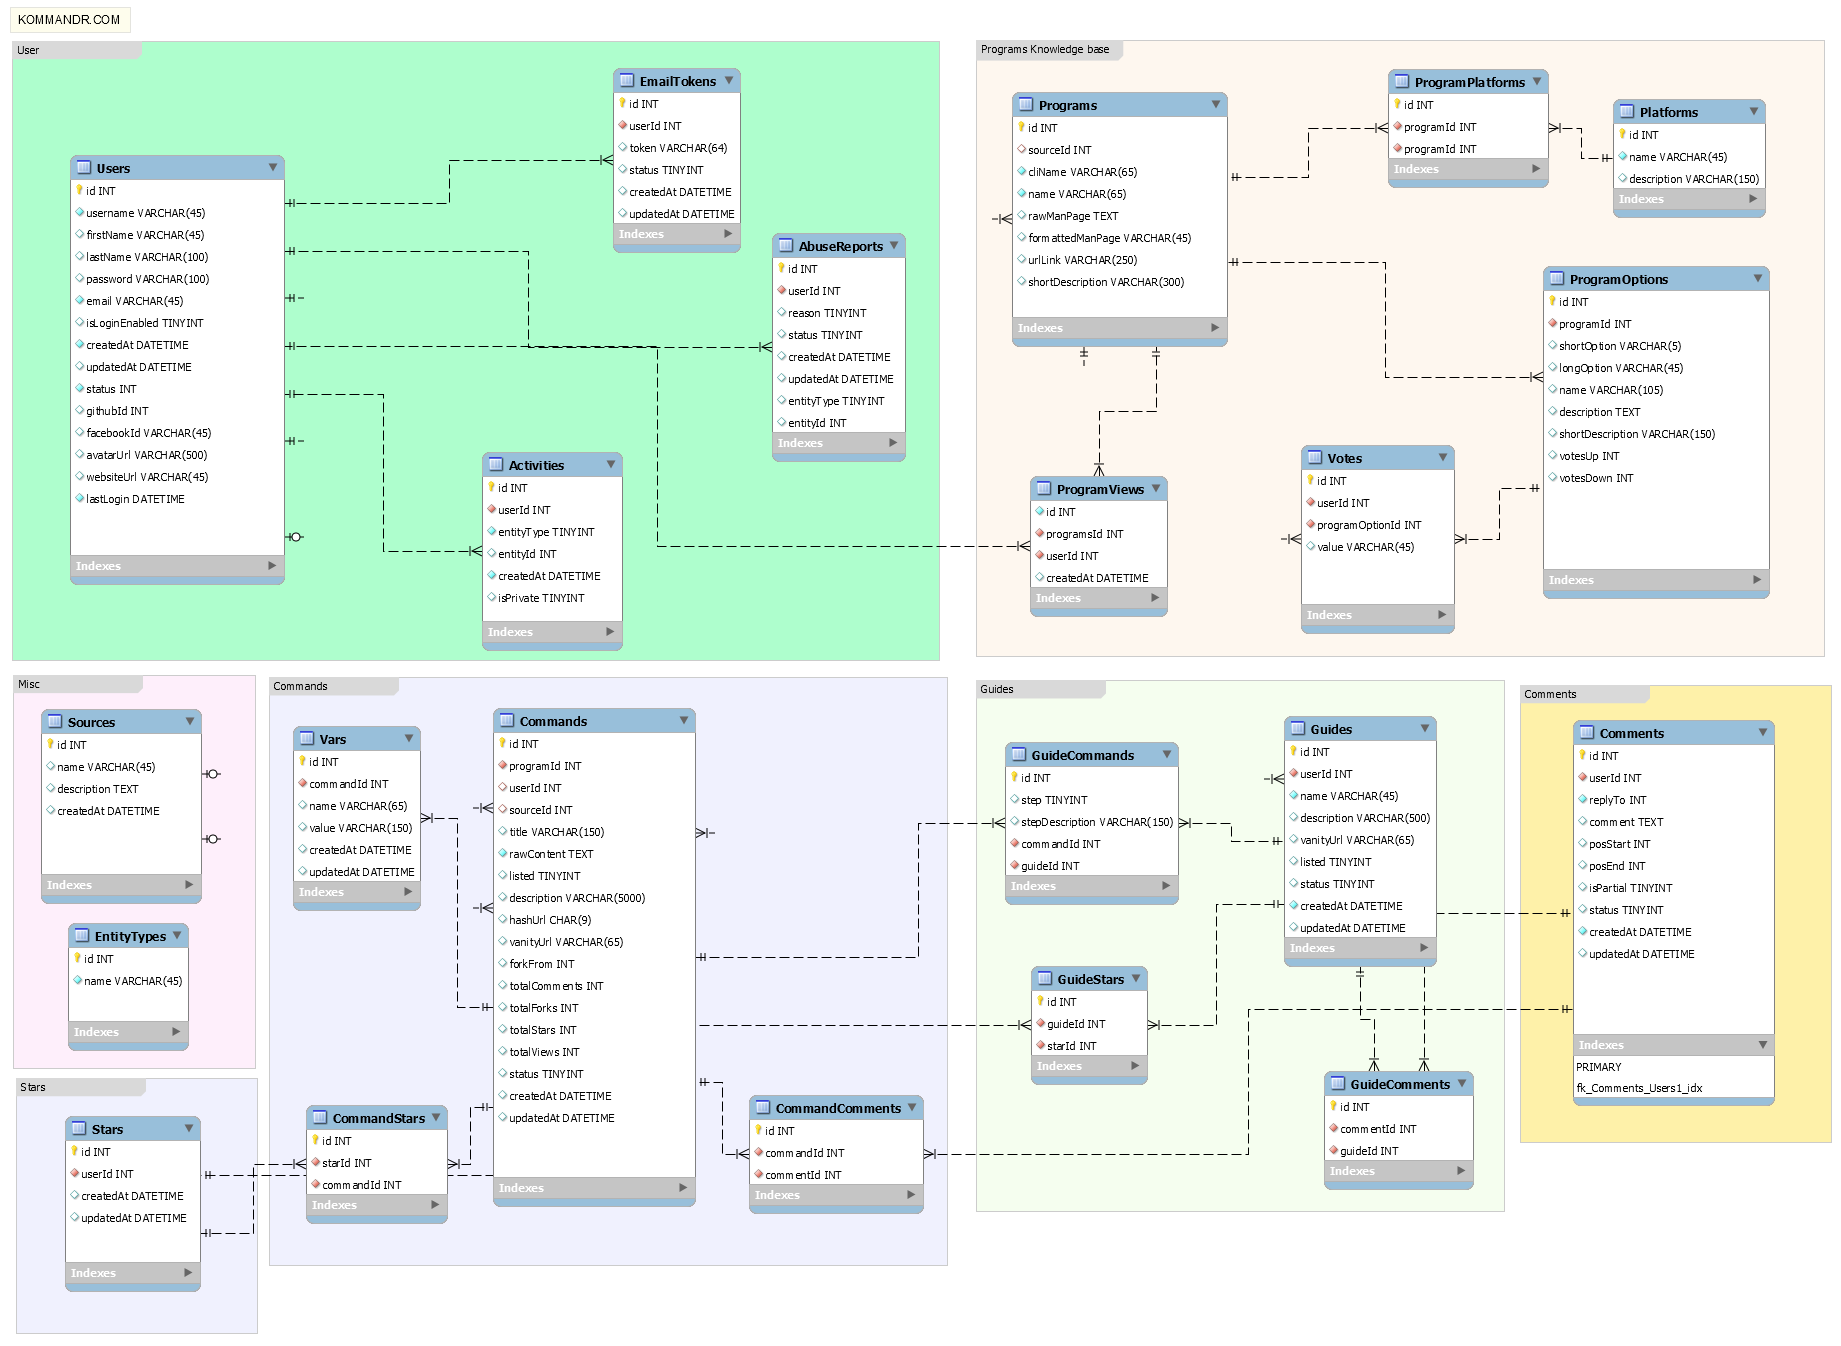 KOMMANDR.COM
User
EmailTokens
id INT
userId INT
token VARCHAR(64)
status TINYINT
createdAt DATETIME
updatedAt DATETIME
Indexes
Users
id INT
username VARCHAR(45)
firstName VARCHAR(45)
lastName VARCHAR(100)
password VARCHAR(100)
email VARCHAR(45)
isLoginEnabled TINYINT
createdAt DATETIME
updatedAt DATETIME
status INT
githubId INT
facebookId VARCHAR(45)
avatarUrl VARCHAR(500)
websiteUrl VARCHAR(45)
lastLogin DATETIME
Indexes
AbuseReports
id INT
userId INT
reason TINYINT
status TINYINT
createdAt DATETIME
updatedAt DATETIME
entityType TINYINT
entityId INT
Indexes
Activities
id INT
userId INT
entityType TINYINT
entityId INT
createdAt DATETIME
isPrivate TINYINT
Indexes
Programs Knowledge base
Programs
id INT
sourceId INT
cliName VARCHAR(65)
name VARCHAR(65)
rawManPage TEXT
formattedManPage VARCHAR(45)
urlLink VARCHAR(250)
shortDescription VARCHAR(300)
Indexes
ProgramPlatforms
id INT
programId INT
programId INT
Indexes
Platforms
id INT
name VARCHAR(45)
description VARCHAR(150)
Indexes
ProgramOptions
id INT
programId INT
shortOption VARCHAR(5)
longOption VARCHAR(45)
name VARCHAR(105)
description TEXT
shortDescription VARCHAR(150)
votesUp INT
votesDown INT
Indexes
Votes
id INT
userId INT
programOptionId INT
value VARCHAR(45)
Indexes
ProgramViews
id INT
programsId INT
userId INT
createdAt DATETIME
Indexes
Misc
Sources
id INT
name VARCHAR(45)
description TEXT
createdAt DATETIME
Indexes
EntityTypes
id INT
name VARCHAR(45)
Indexes
Stars
Stars
id INT
userId INT
createdAt DATETIME
updatedAt DATETIME
Indexes
Commands
Vars
id INT
commandId INT
name VARCHAR(65)
value VARCHAR(150)
createdAt DATETIME
updatedAt DATETIME
Indexes
Commands
id INT
programId INT
userId INT
sourceId INT
title VARCHAR(150)
rawContent TEXT
listed TINYINT
description VARCHAR(5000)
hashUrl CHAR(9)
vanityUrl VARCHAR(65)
forkFrom INT
totalComments INT
totalForks INT
totalStars INT
totalViews INT
status TINYINT
createdAt DATETIME
updatedAt DATETIME
Indexes
CommandStars
id INT
starId INT
commandId INT
Indexes
CommandComments
id INT
commandId INT
commentId INT
Indexes
Guides
GuideCommands
id INT
step TINYINT
stepDescription VARCHAR(150)
commandId INT
guideId INT
Indexes
Guides
id INT
userId INT
name VARCHAR(45)
description VARCHAR(500)
vanityUrl VARCHAR(65)
listed TINYINT
status TINYINT
createdAt DATETIME
updatedAt DATETIME
Indexes
GuideStars
id INT
guideId INT
starId INT
Indexes
GuideComments
id INT
commentId INT
guideId INT
Indexes
Comments
Comments
id INT
userId INT
replyTo INT
comment TEXT
posStart INT
posEnd INT
isPartial TINYINT
status TINYINT
createdAt DATETIME
updatedAt DATETIME
Indexes
PRIMARY
fk_Comments_Users1_idx